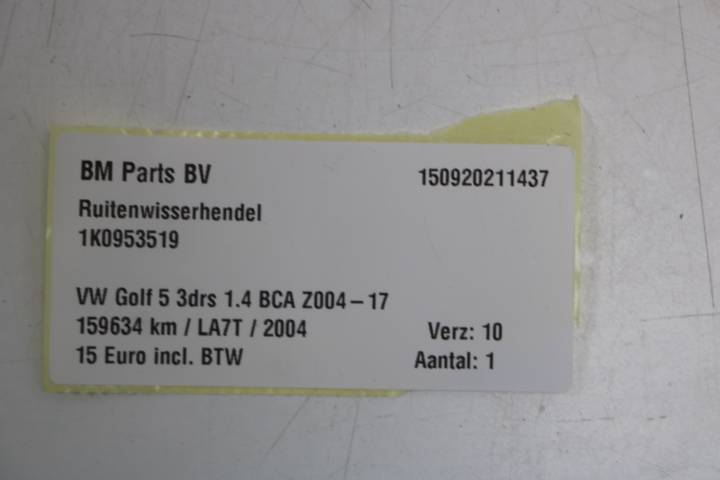 BM Parts BV 150920211437
Ruitenwisserhendel
1K0953519
VW Golf 5 3drs 1.4 BCA Z004-17
159634 km / LA7T / 2004 Verz: 10
15 Euro incl. BTW Aantal: 1